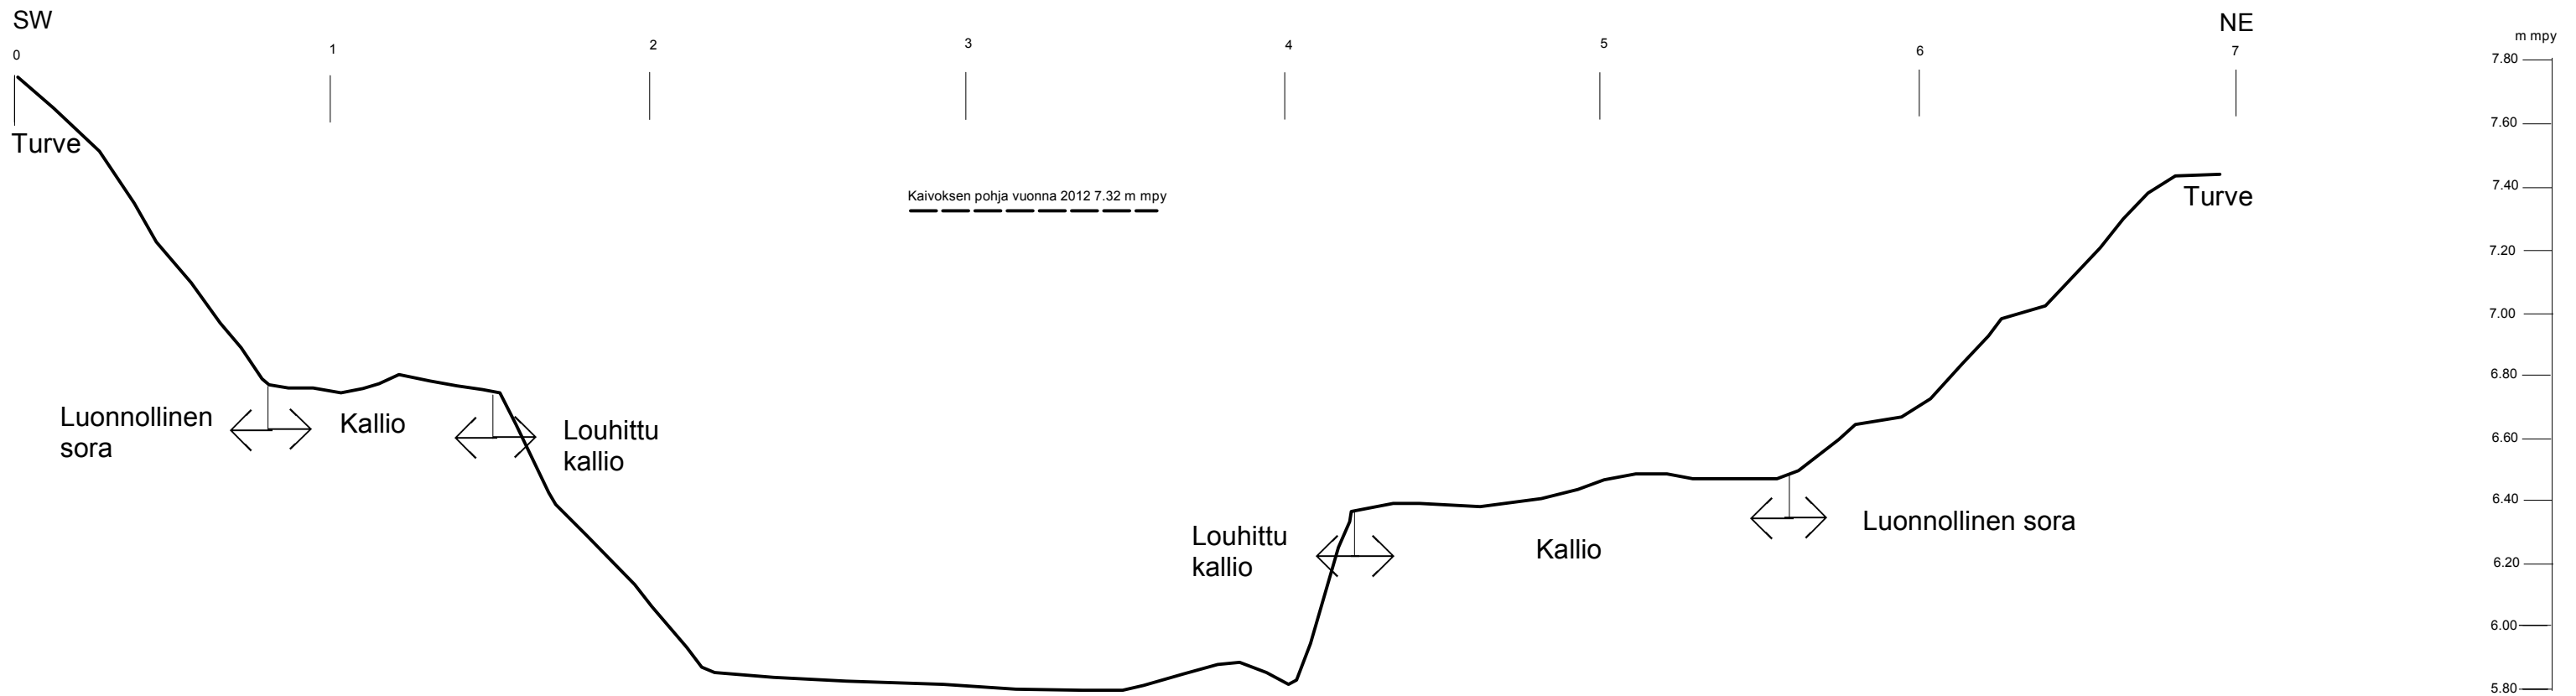 SW
NE
0
1
2
3
4
5
6
7
m mpy
7.80
7.60
7.40
7.20
7.00
6.80
6.60
6.40
6.20
6.00
5.80
Turve
Kaivoksen pohja vuonna 2012 7.32 m mpy
Turve
Luonnollinen
sora
Kallio
Louhittu
kallio
Louhittu
kallio
Kallio
Luonnollinen sora